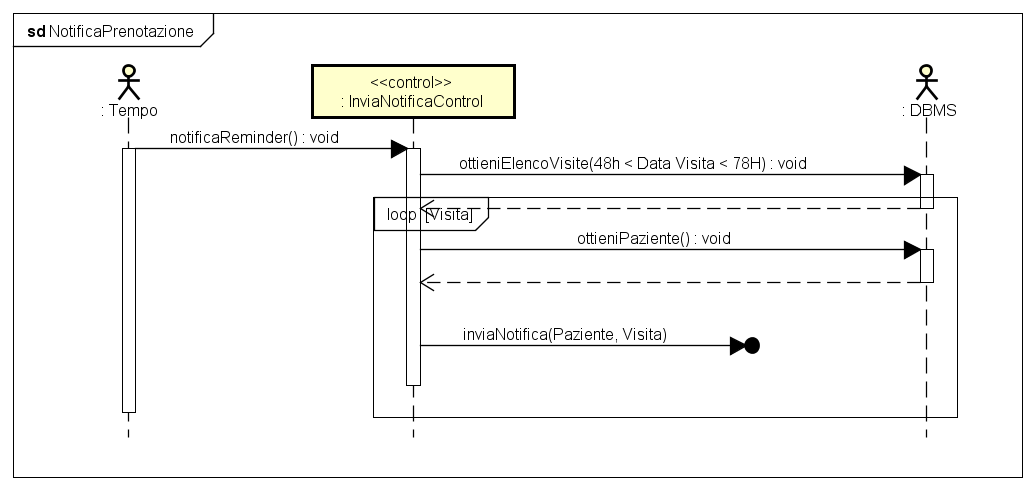 sd NotificaPrenotazione
: Tempo
<<control>>
: InviaNotificaControl
: DBMS
notificaReminder() : void
ottieniElencoVisite(48h < Data Visita < 78H) : void
loop [Visita]
ottieniPaziente() : void
inviaNotifica(Paziente, Visita)